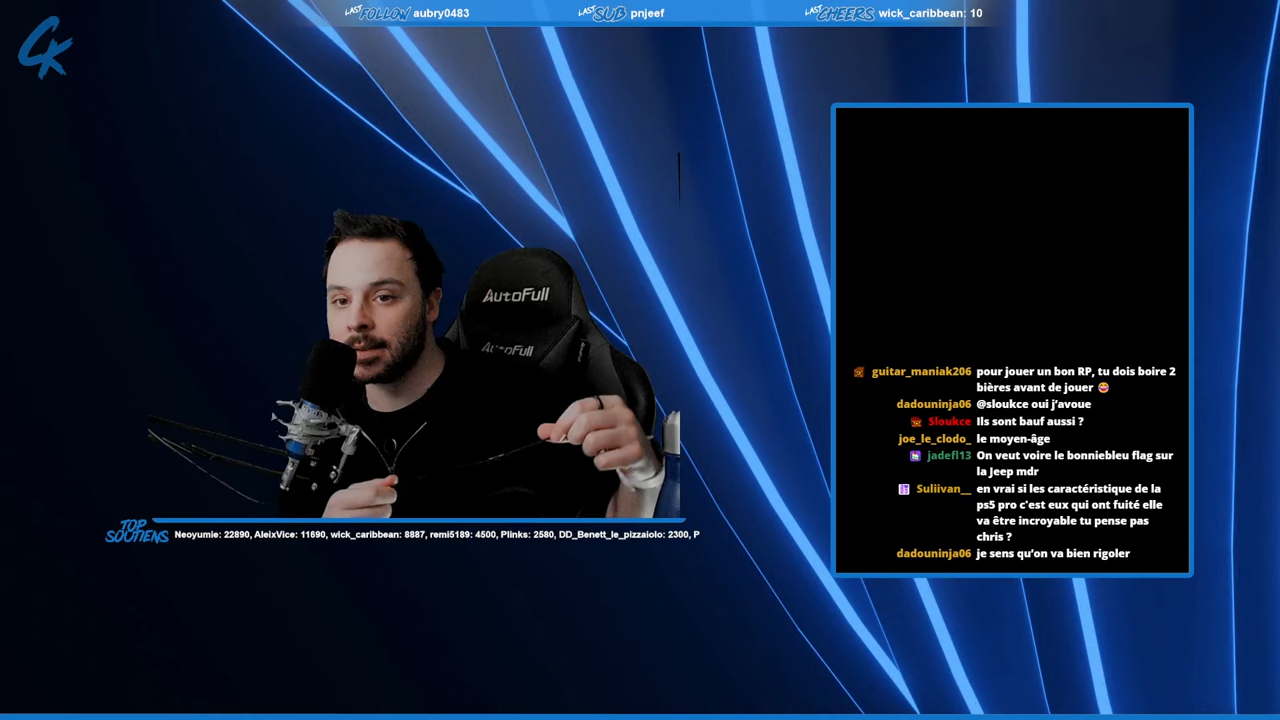 LAST FOLLOW aubry0483
LAST SUB pnjeef
LAST CHEERS wick_caribbean: 10
CK
AutoFull
AutoFull
TOP SOUTIENS Neoyumie: 22890, AleixVice: 11690, wick_caribbean: 8887, remi5189: 4500, Plinks: 2580, DD_Benett_le_pizzaiolo: 2300, P
guitar_maniak206 pour jouer un bon RP, tu dois boire 2
bières avant de jouer 😄
dadouninja06 @sloukce oui j’avoue
Sloukce Ils sont bauf aussi ?
joe_le_clodo_ le moyen-âge
jadefl13 On veut voire le bonniebleu flag sur
la Jeep mdr
Suliivan__ en vrai si les caractéristique de la
ps5 pro c'est eux qui ont fuité elle
va être incroyable tu pense pas
chris ?
dadouninja06 je sens qu’on va bien rigoler